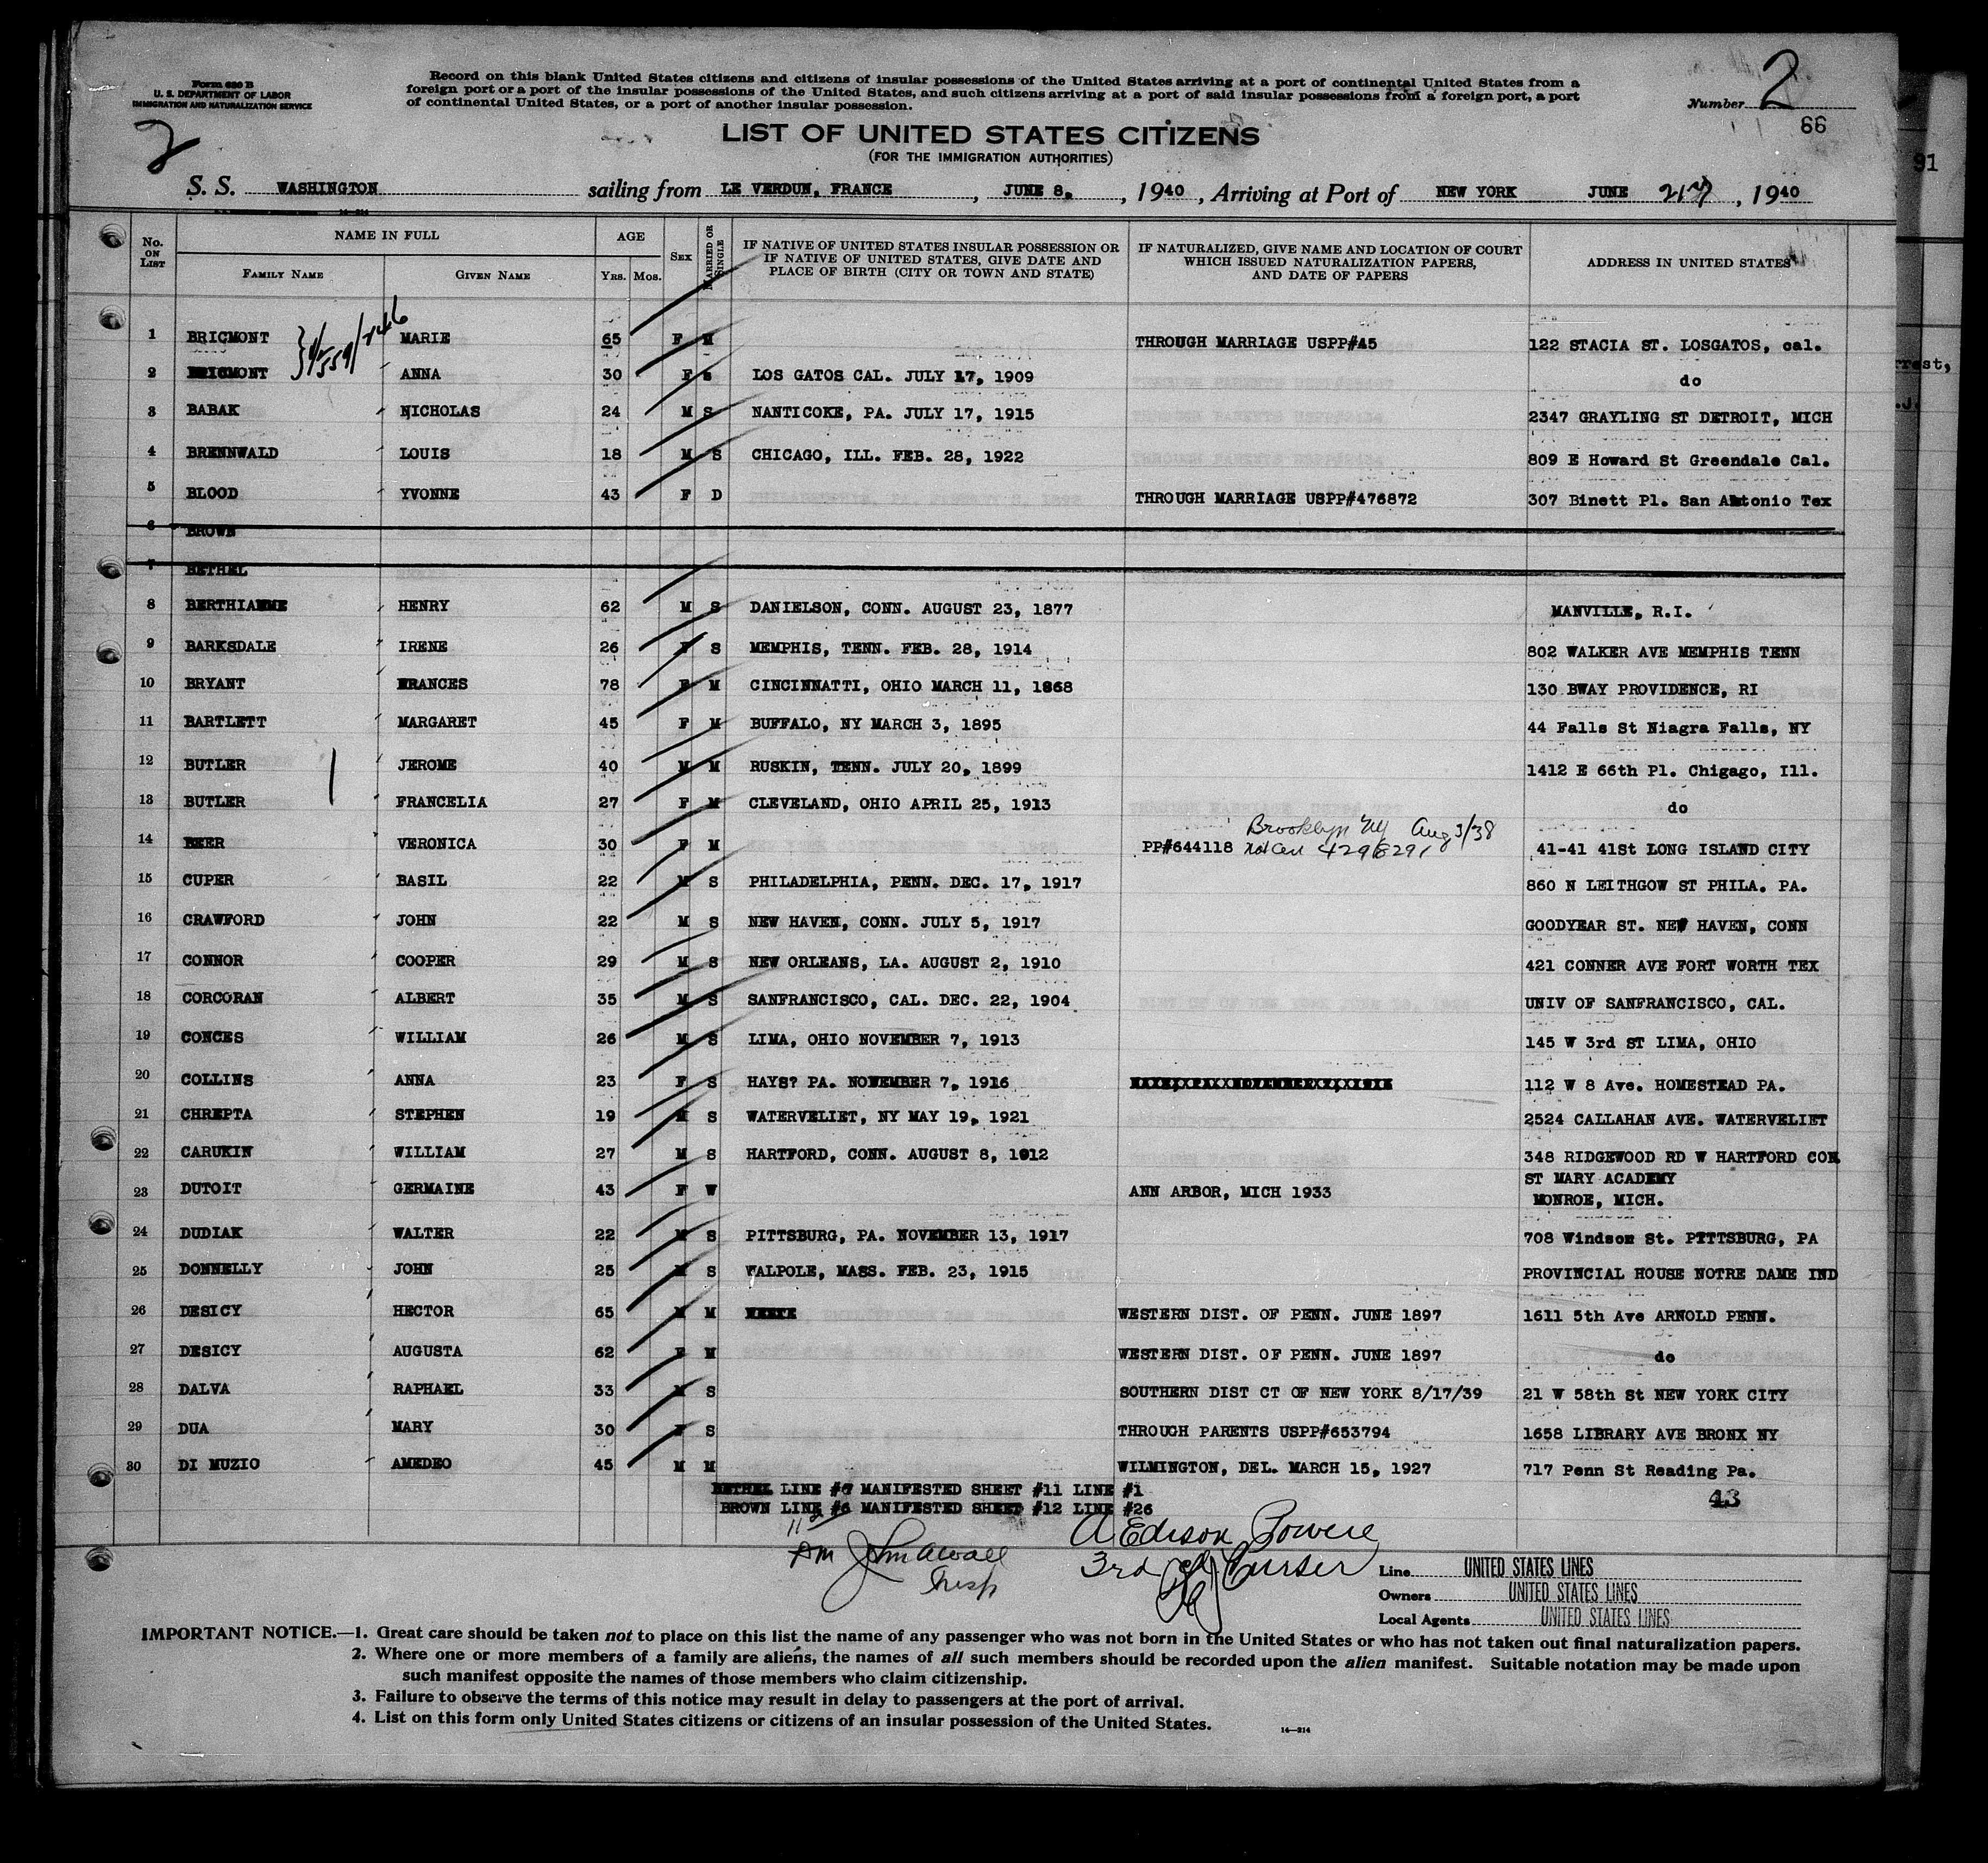 Form 630 B
U. S. DEPARTMENT OF LABOR
IMMIGRATION AND NATURALIZATION SERVICE
Record on this blank United States citizens and citizens of insular possessions of the United States arriving at a port of continental United States from a
foreign port or a port of the insular possessions of the United States, and such citizens arriving at a port of said insular possessions from a foreign port, a port
of continental United States, or a port of another insular possession.
Number 2
66
91
2
LIST OF UNITED STATES CITIZENS
(FOR THE IMMIGRATION AUTHORITIES)
S. S. WASHINGTON sailing from LE VERDUN, FRANCE, JUNE 8, , 1940, Arriving at Port of NEW YORK JUNE 21, 1940
14-214
No. ON LIST NAME IN FULL AGE SEX MARRIED OR SINGLE IF NATIVE OF UNITED STATES INSULAR POSSESSION OR IF NATIVE OF UNITED STATES, GIVE DATE AND PLACE OF BIRTH (CITY OR TOWN AND STATE) IF NATURALIZED, GIVE NAME AND LOCATION OF COURT WHICH ISSUED NATURALIZATION PAPERS, AND DATE OF PAPERS ADDRESS IN UNITED STATES
FAMILY NAME GIVEN NAME YRS. MOS.
1 BRICMONT MARIE 65 F M THROUGH MARRIAGE USPP#45 122 STACIA ST. LOSGATOS, cal.
2 BRICMONT ANNA 30 F s LOS GATOS CAL. JULY 17, 1909 do
3 BABAK NICHOLAS 24 M S NANTICOKE, PA. JULY 17, 1915 2347 GRAYLING ST DETROIT, MICH
4 BRENNWALD LOUIS 18 M S CHICAGO, ILL. FEB. 28, 1922 809 E Howard St Greendale Cal.
5 BLOOD YVONNE 43 F D THROUGH MARRIAGE USPP#476872 307 Binett Pl. San Antonio Tex
6 BROWN
7 BETHEL
8 BERTHIAUME HENRY 62 M S DANIELSON, CONN. AUGUST 23, 1877 MANVILLE, R.I.
9 BARKSDALE IRENE 26 F S MEMPHIS, TENN. FEB. 28, 1914 802 WALKER AVE MEMPHIS TENN
10 BRYANT FRANCES 78 F M CINCINNATTI, OHIO MARCH 11, 1868 130 BWAY PROVIDENCE, RI
11 BARTLETT MARGARET 45 F M BUFFALO, NY MARCH 3, 1895 44 Falls St Niagra Falls, NY
12 BUTLER JEROME 40 M M RUSKIN, TENN. JULY 20, 1899 1412 E 66th Pl. Chigago, Ill.
13 BUTLER FRANCELIA 27 F M CLEVELAND, OHIO APRIL 25, 1913 do
Brooklyn NY Aug 3/38
14 BEER VERONICA 30 F M PP#644118 41-41 41St LONG ISLAND CITY
15 CUPER BASIL 22 M S PHILADELPHIA, PENN. DEC. 17, 1917 860 N LEITHGOW ST PHILA. PA.
16 CRAWFORD JOHN 22 M S NEW HAVEN, CONN. JULY 5, 1917 GOODYEAR ST. NEW HAVEN, CONN
17 CONNOR COOPER 29 M S NEW ORLEANS, LA. AUGUST 2, 1910 421 CONNER AVE FORT WORTH TEX
18 CORCORAN ALBERT 35 M S SANFRANCISCO, CAL. DEC. 22, 1904 UNIV OF SANFRANCISCO, CAL.
19 CONCES WILLIAM 26 M S LIMA, OHIO NOVEMBER 7, 1913 145 W 3rd ST LIMA, OHIO
20 COLLINS ANNA 23 F S HAYS? PA. NOVEMBER 7, 1916 112 W 8 Ave. HOMESTEAD PA.
21 CHREPTA STEPHEN 19 M S WATERVELIET, NY MAY 19, 1921 2524 CALLAHAN AVE. WATERVELIET
22 CARUKIN WILLIAM 27 M S HARTFORD, CONN. AUGUST 8, 1912 348 RIDGEWOOD RD W HARTFORD CON
23 DUTOIT GERMAINE 43 F W ANN ARBOR, MICH 1933 ST MARY ACADEMY
MONROE, MICH.
24 DUDIAK WALTER 22 M S PITTSBURG, PA. NOVEMBER 13, 1917 708 Windsom St. PITTSBURG, PA
25 DONNELLY JOHN 25 M S WALPOLE, MASS. FEB. 23, 1915 PROVINCIAL HOUSE NOTRE DAME IND
26 DESICY HECTOR 65 M M WESTERN DIST. OF PENN. JUNE 1897 1611 5th Ave ARNOLD PENN.
27 DESICY AUGUSTA 62 F M WESTERN DIST. OF PENN. JUNE 1897 do
28 DALVA RAPHAEL 33 M S SOUTHERN DIST CT OF NEW YORK 8/17/39 21 W 58th St NEW YORK CITY
29 DUA MARY 30 F S THROUGH PARENTS USPP#653794 1658 LIBRARY AVE BRONX NY
30 DI MUZIO AMEDEO 45 M M WILMINGTON, DEL. MARCH 15, 1927 717 Penn St Reading Pa.
BETHEL LINE #7 MANIFESTED SHEET #11 LINE #1
BROWN LINE #6 MANIFESTED SHEET #12 LINE #26
43
A Edison Powere
3rd Purser
Line UNITED STATES LINES
Owners UNITED STATES LINES
Local Agents UNITED STATES LINES
IMPORTANT NOTICE.—1. Great care should be taken not to place on this list the name of any passenger who was not born in the United States or who has not taken out final naturalization papers.
2. Where one or more members of a family are aliens, the names of all such members should be recorded upon the alien manifest. Suitable notation may be made upon
such manifest opposite the names of those members who claim citizenship.
3. Failure to observe the terms of this notice may result in delay to passengers at the port of arrival.
4. List on this form only United States citizens or citizens of an insular possession of the United States.
14-214